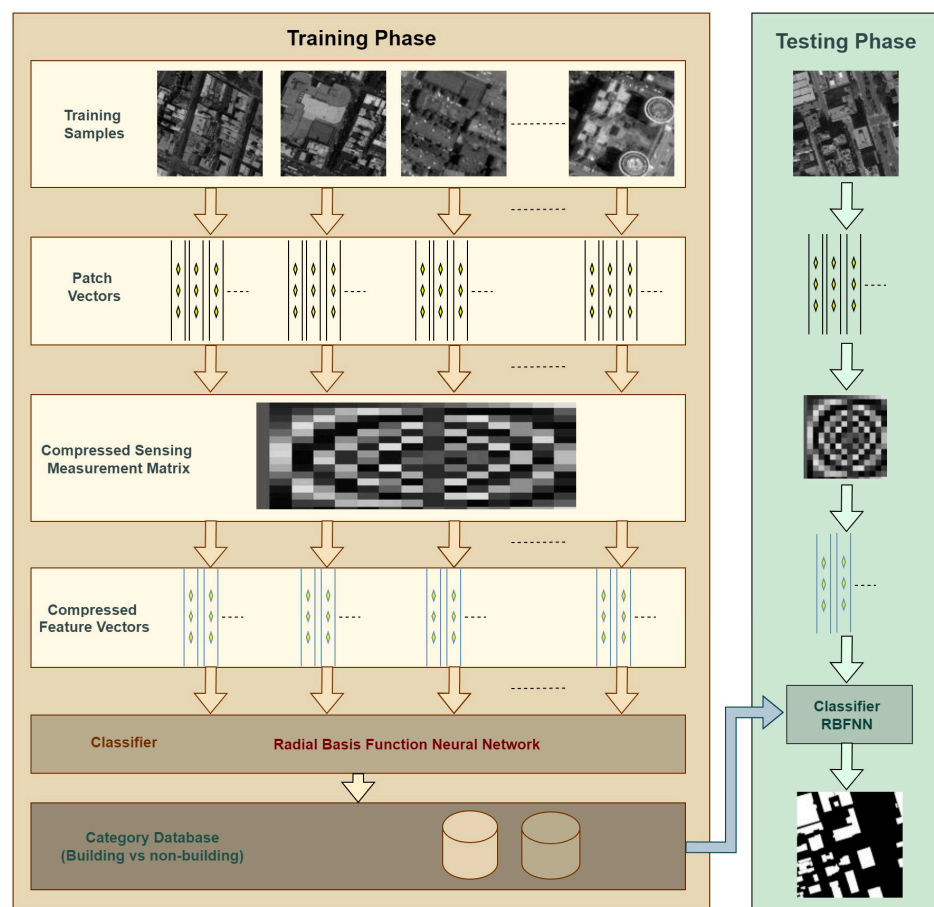 Training Phase
Training
Samples
Patch
Vectors
Compressed Sensing
Measurement Matrix
Compressed
Feature Vectors
Classifier
Radial Basis Function Neural Network
Category Database
(Building vs non-building)
Testing Phase
Classifier
RBFNN